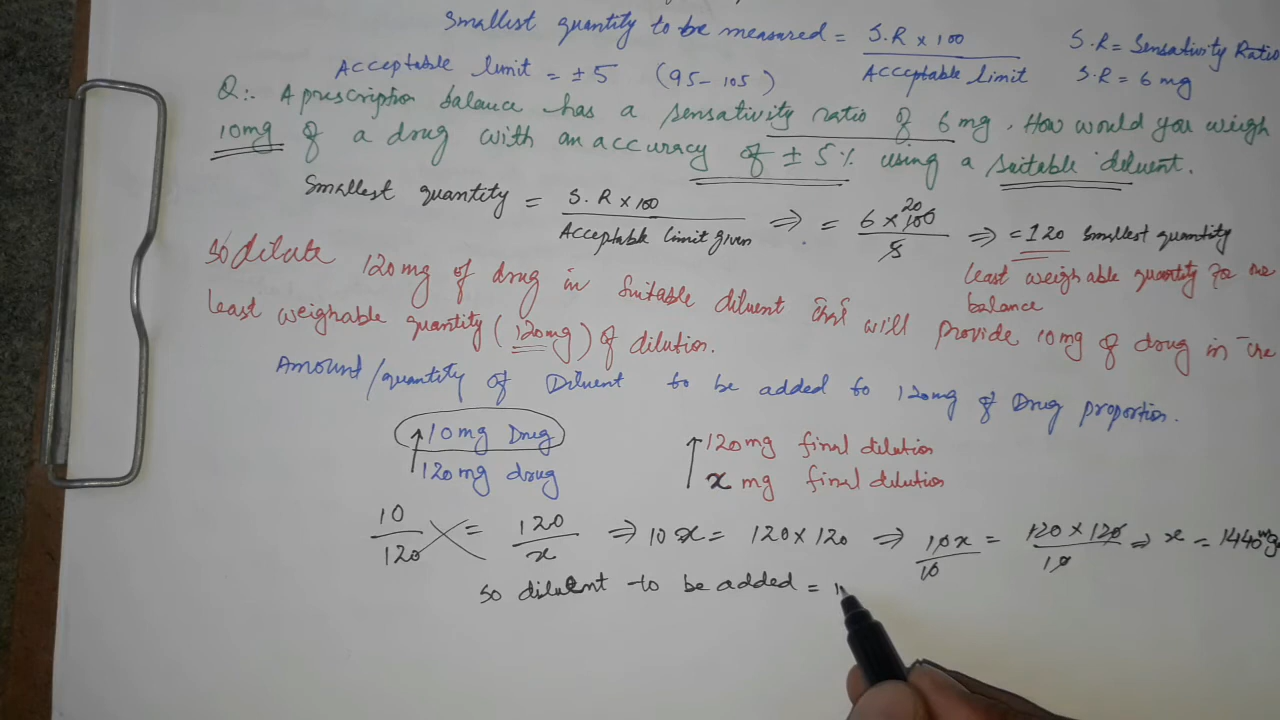 Smallest quantity to be measured = S.R × 100 / Acceptable Limit
S.R = Sensativity Ratio
Acceptable limit = ± 5 (95 - 105)
S.R = 6 mg
Q:- A prescription balance has a sensativity ratio of 6 mg. How would you weigh
10mg of a drug with an accuracy of ± 5% using a suitable diluent.
Smallest quantity = S.R × 100 / Acceptable limit given ⇒ = 6 × 100 / 5 20 ⇒ = 120 smallest quantity
least weighable quantity for the
balance
So dilute 120mg of drug in suitable diluent that will provide 10mg of drug in the
least weighable quantity (120mg) of dilution.
Amount/quantity of Diluent to be added to 120mg of Drug proportion.
10mg Drug 120mg final dilution
120mg drug x mg final dilution
10/120 = 120/x ⇒ 10x = 120 × 120 ⇒ 10x/10 = 120 × 120/10 ⇒ x = 1440mg
So diluent to be added = 1